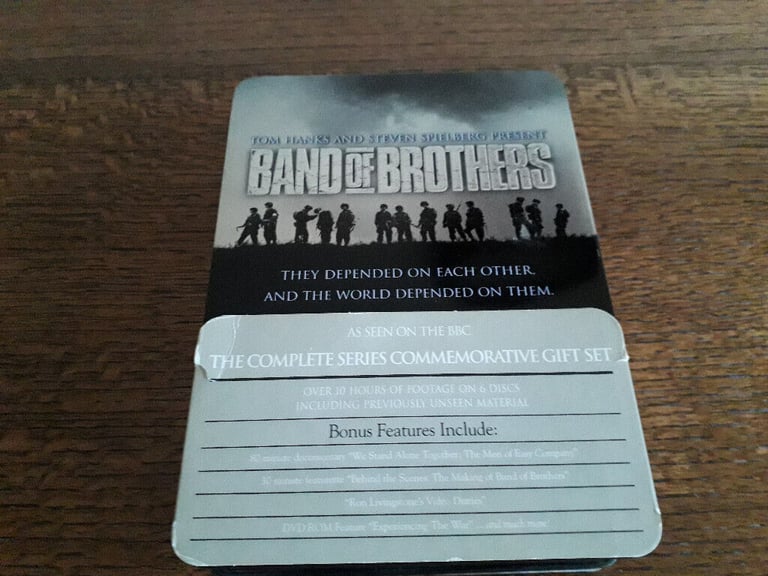 TOM HANKS AND STEVEN SPIELBERG PRESENT
BAND OF BROTHERS
THEY DEPENDED ON EACH OTHER,
AND THE WORLD DEPENDED ON THEM.
AS SEEN ON THE BBC
THE COMPLETE SERIES COMMEMORATIVE GIFT SET
OVER 10 HOURS OF FOOTAGE ON 6 DISCS
INCLUDING PREVIOUSLY UNSEEN MATERIAL
Bonus Features Include:
80 minute documentary "We Stand Alone Together: The Men of Easy Company"
30 minute featurette "Behind the Scenes: The Making of Band of Brothers"
"Ron Livingstone's Video Diaries"
DVD ROM Feature "Experiencing The War" ... and much more!